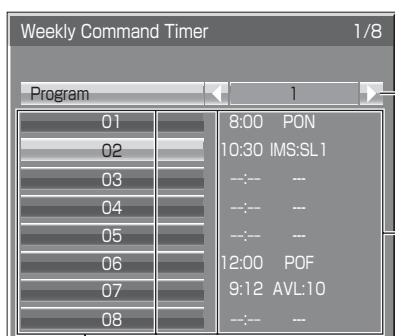 Weekly Command Timer 1/8
Program 1
01 8:00 PON
02 10:30 IMS:SL1
03 --:-- ---
04 --:-- ---
05 --:-- ---
06 12:00 POF
07 9:12 AVL:10
08 --:-- ---